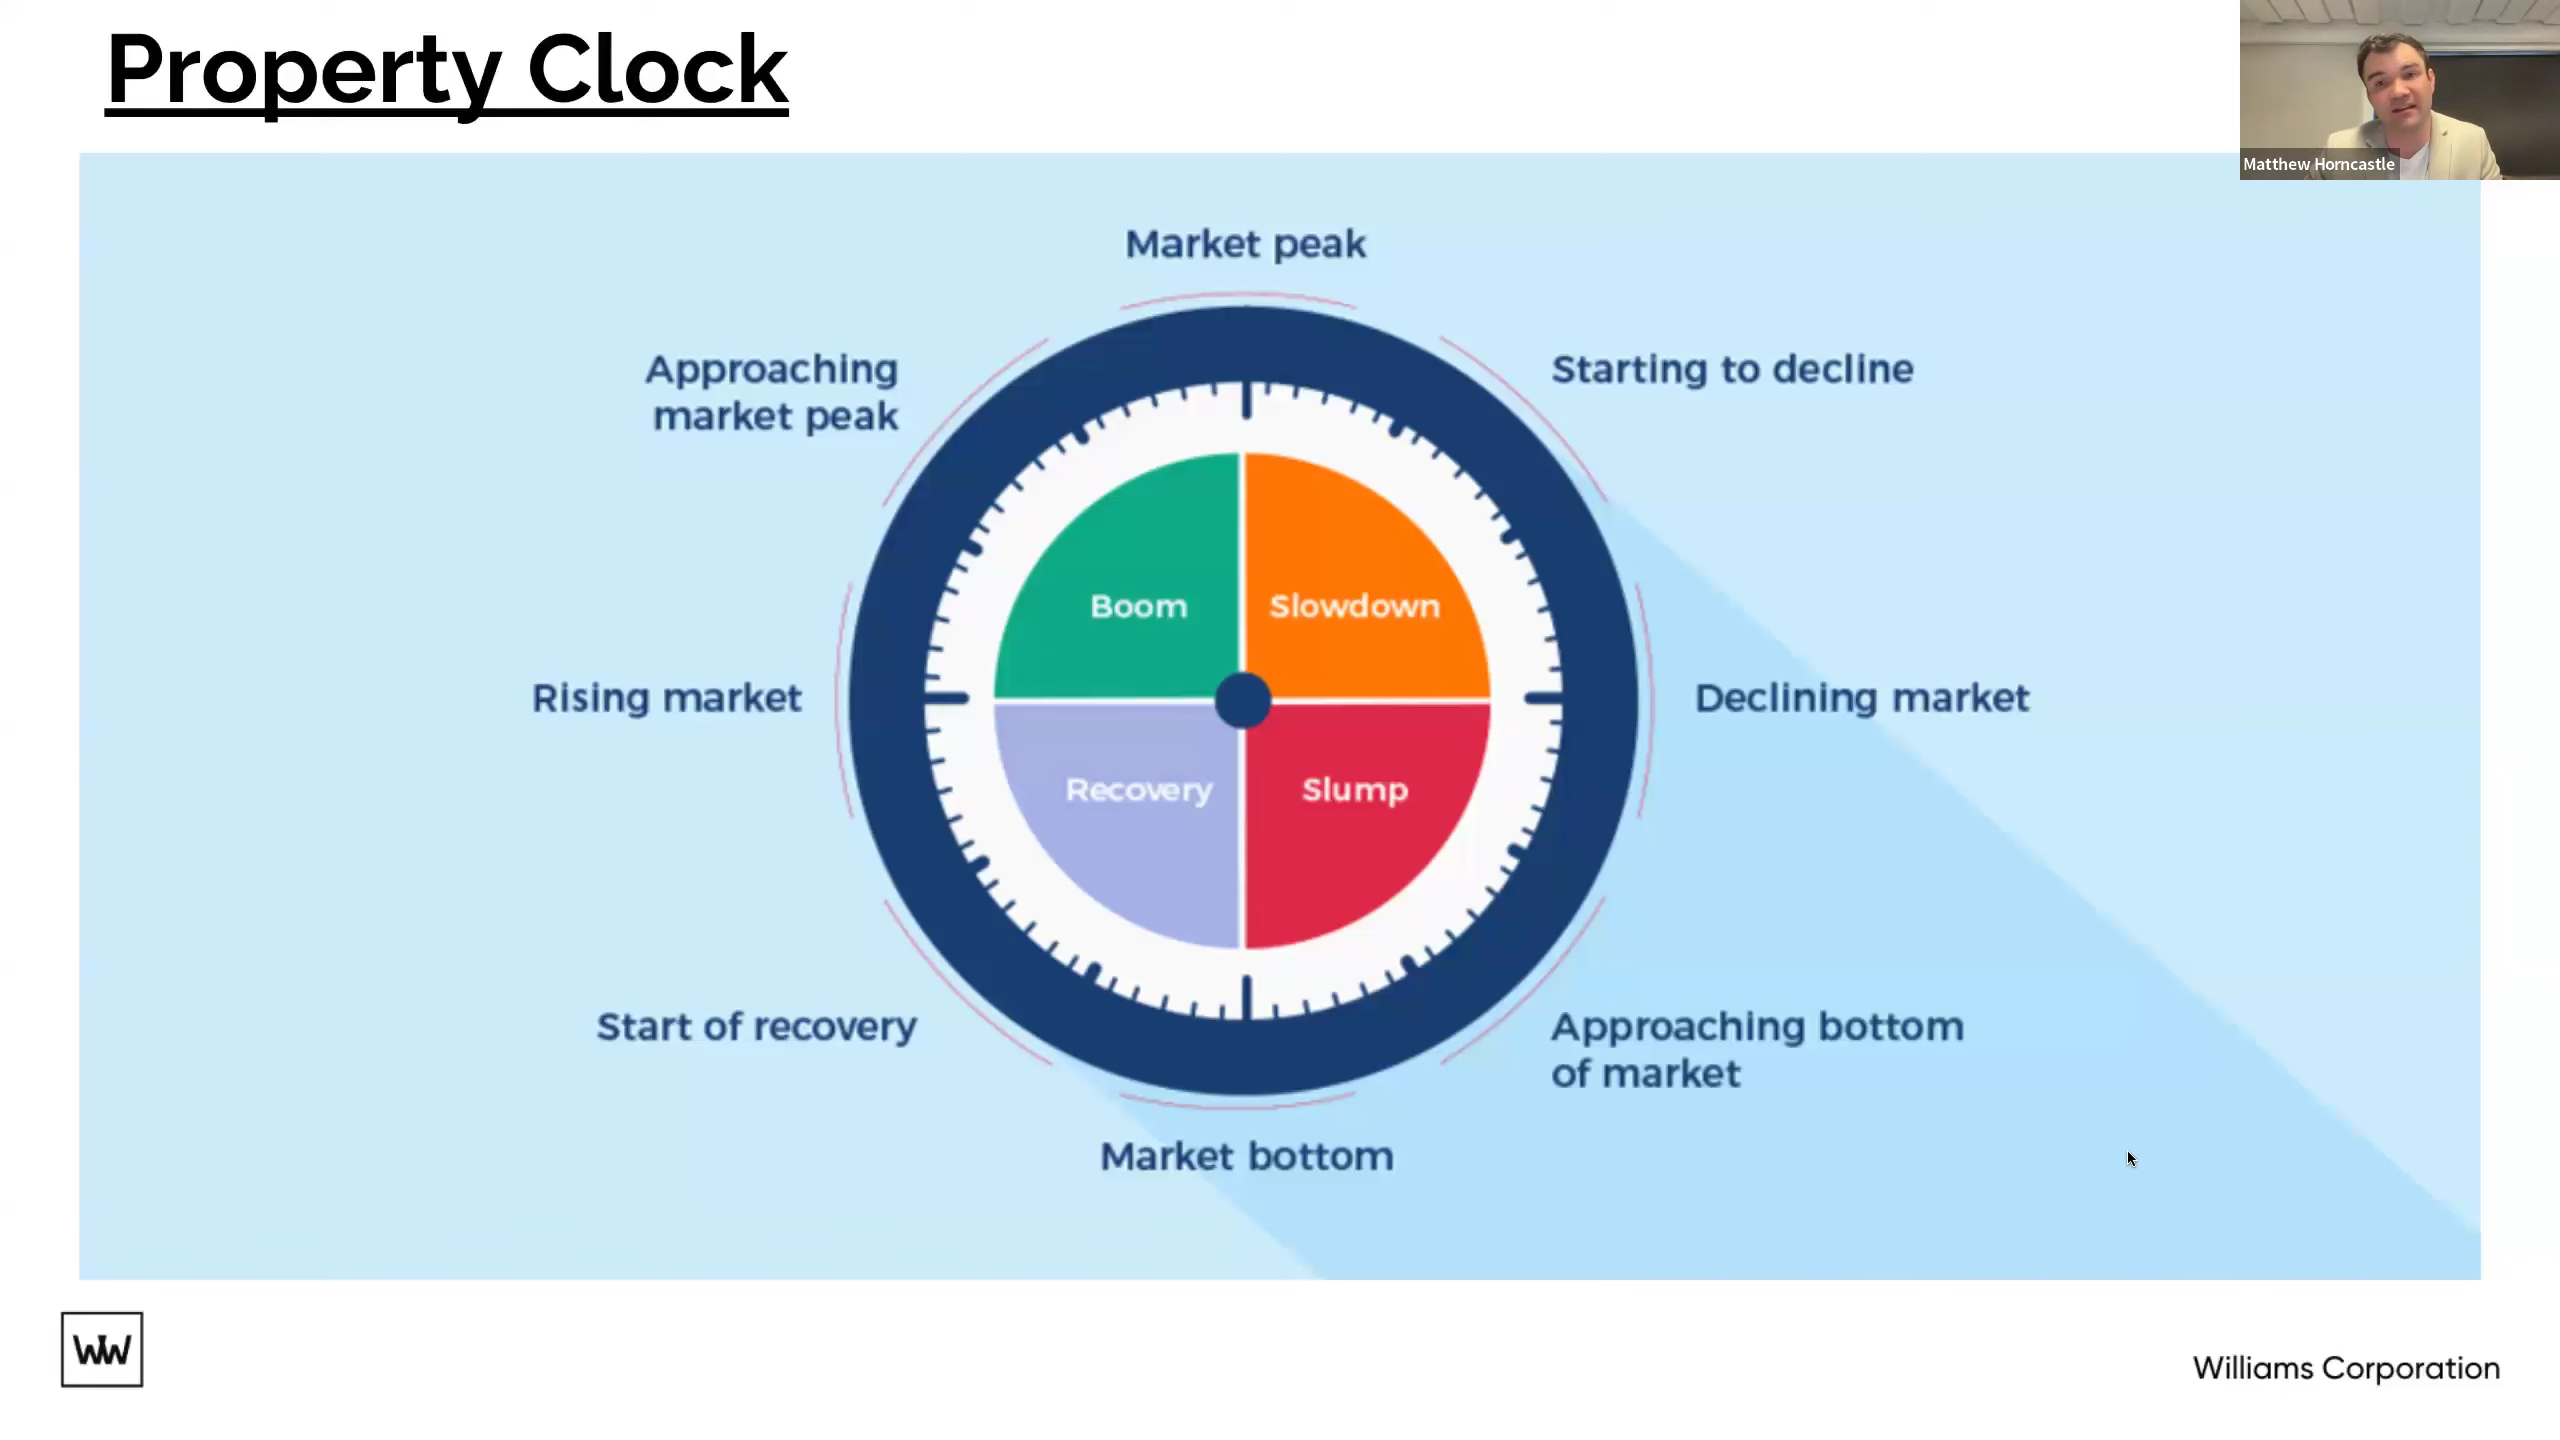 Property Clock
Matthew Horncastle
Market peak
Approaching
market peak
Starting to decline
Boom
Slowdown
Rising market
Declining market
Recovery
Slump
Start of recovery
Approaching bottom
of market
Market bottom
WW
Williams Corporation